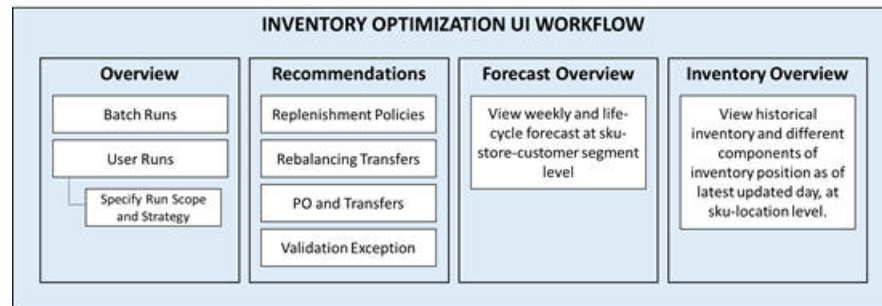 INVENTORY OPTIMIZATION UI WORKFLOW
Overview
Batch Runs
User Runs
Specify Run Scope
and Strategy
Recommendations
Replenishment Policies
Rebalancing Transfers
PO and Transfers
Validation Exception
Forecast Overview
View weekly and life-
cycle forecast at sku-
store-customer segment
level
Inventory Overview
View historical
inventory and different
components of
inventory position as of
latest updated day, at
sku-location level.